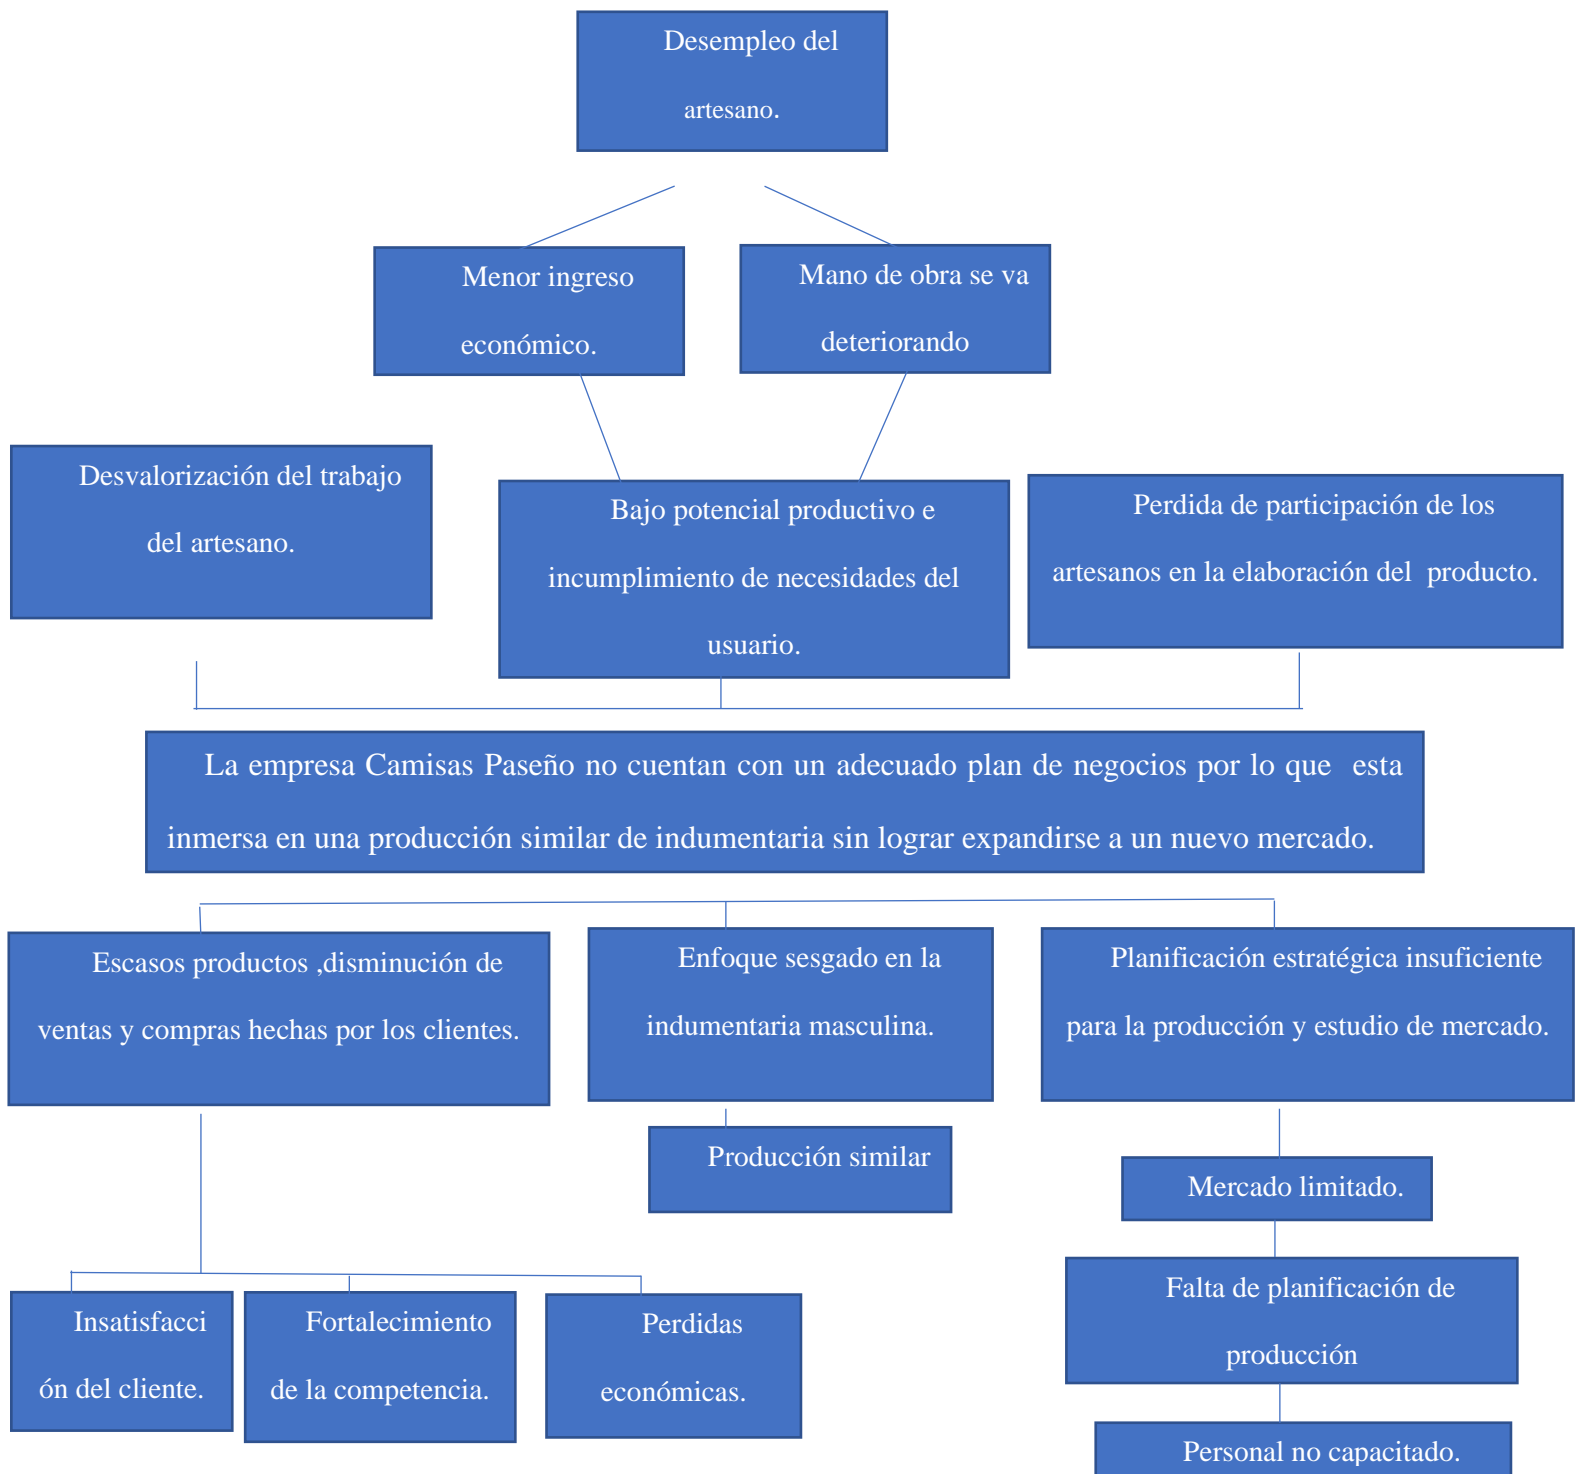 Desempleo del
artesano.
Menor ingreso
económico.
Mano de obra se va
deteriorando
Desvalorización del trabajo
del artesano.
Bajo potencial productivo e
incumplimiento de necesidades del
usuario.
Perdida de participación de los
artesanos en la elaboración del  producto.
La empresa Camisas Paseño no cuentan con un adecuado plan de negocios por lo que  esta
inmersa en una producción similar de indumentaria sin lograr expandirse a un nuevo mercado.
Escasos productos ,disminución de
ventas y compras hechas por los clientes.
Enfoque sesgado en la
indumentaria masculina.
Planificación estratégica insuficiente
para la producción y estudio de mercado.
Producción similar
Mercado limitado.
Falta de planificación de
producción
Personal no capacitado.
Insatisfacci
ón del cliente.
Fortalecimiento
de la competencia.
Perdidas
económicas.